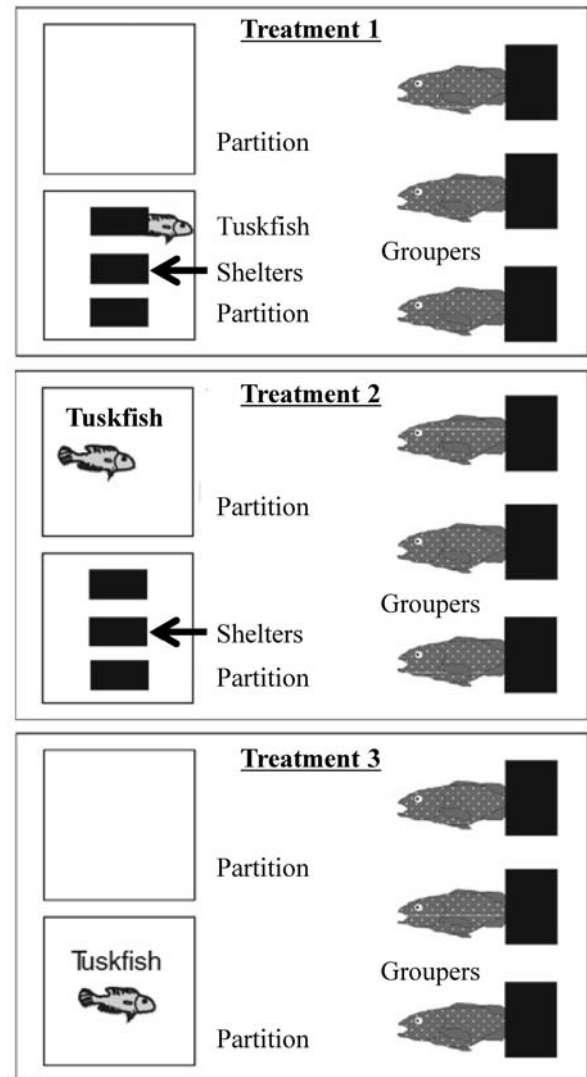 Treatment 1
Partition
Tuskfish
Groupers
Shelters
Partition
Treatment 2
Tuskfish
Partition
Groupers
Shelters
Partition
Treatment 3
Partition
Tuskfish
Groupers
Partition